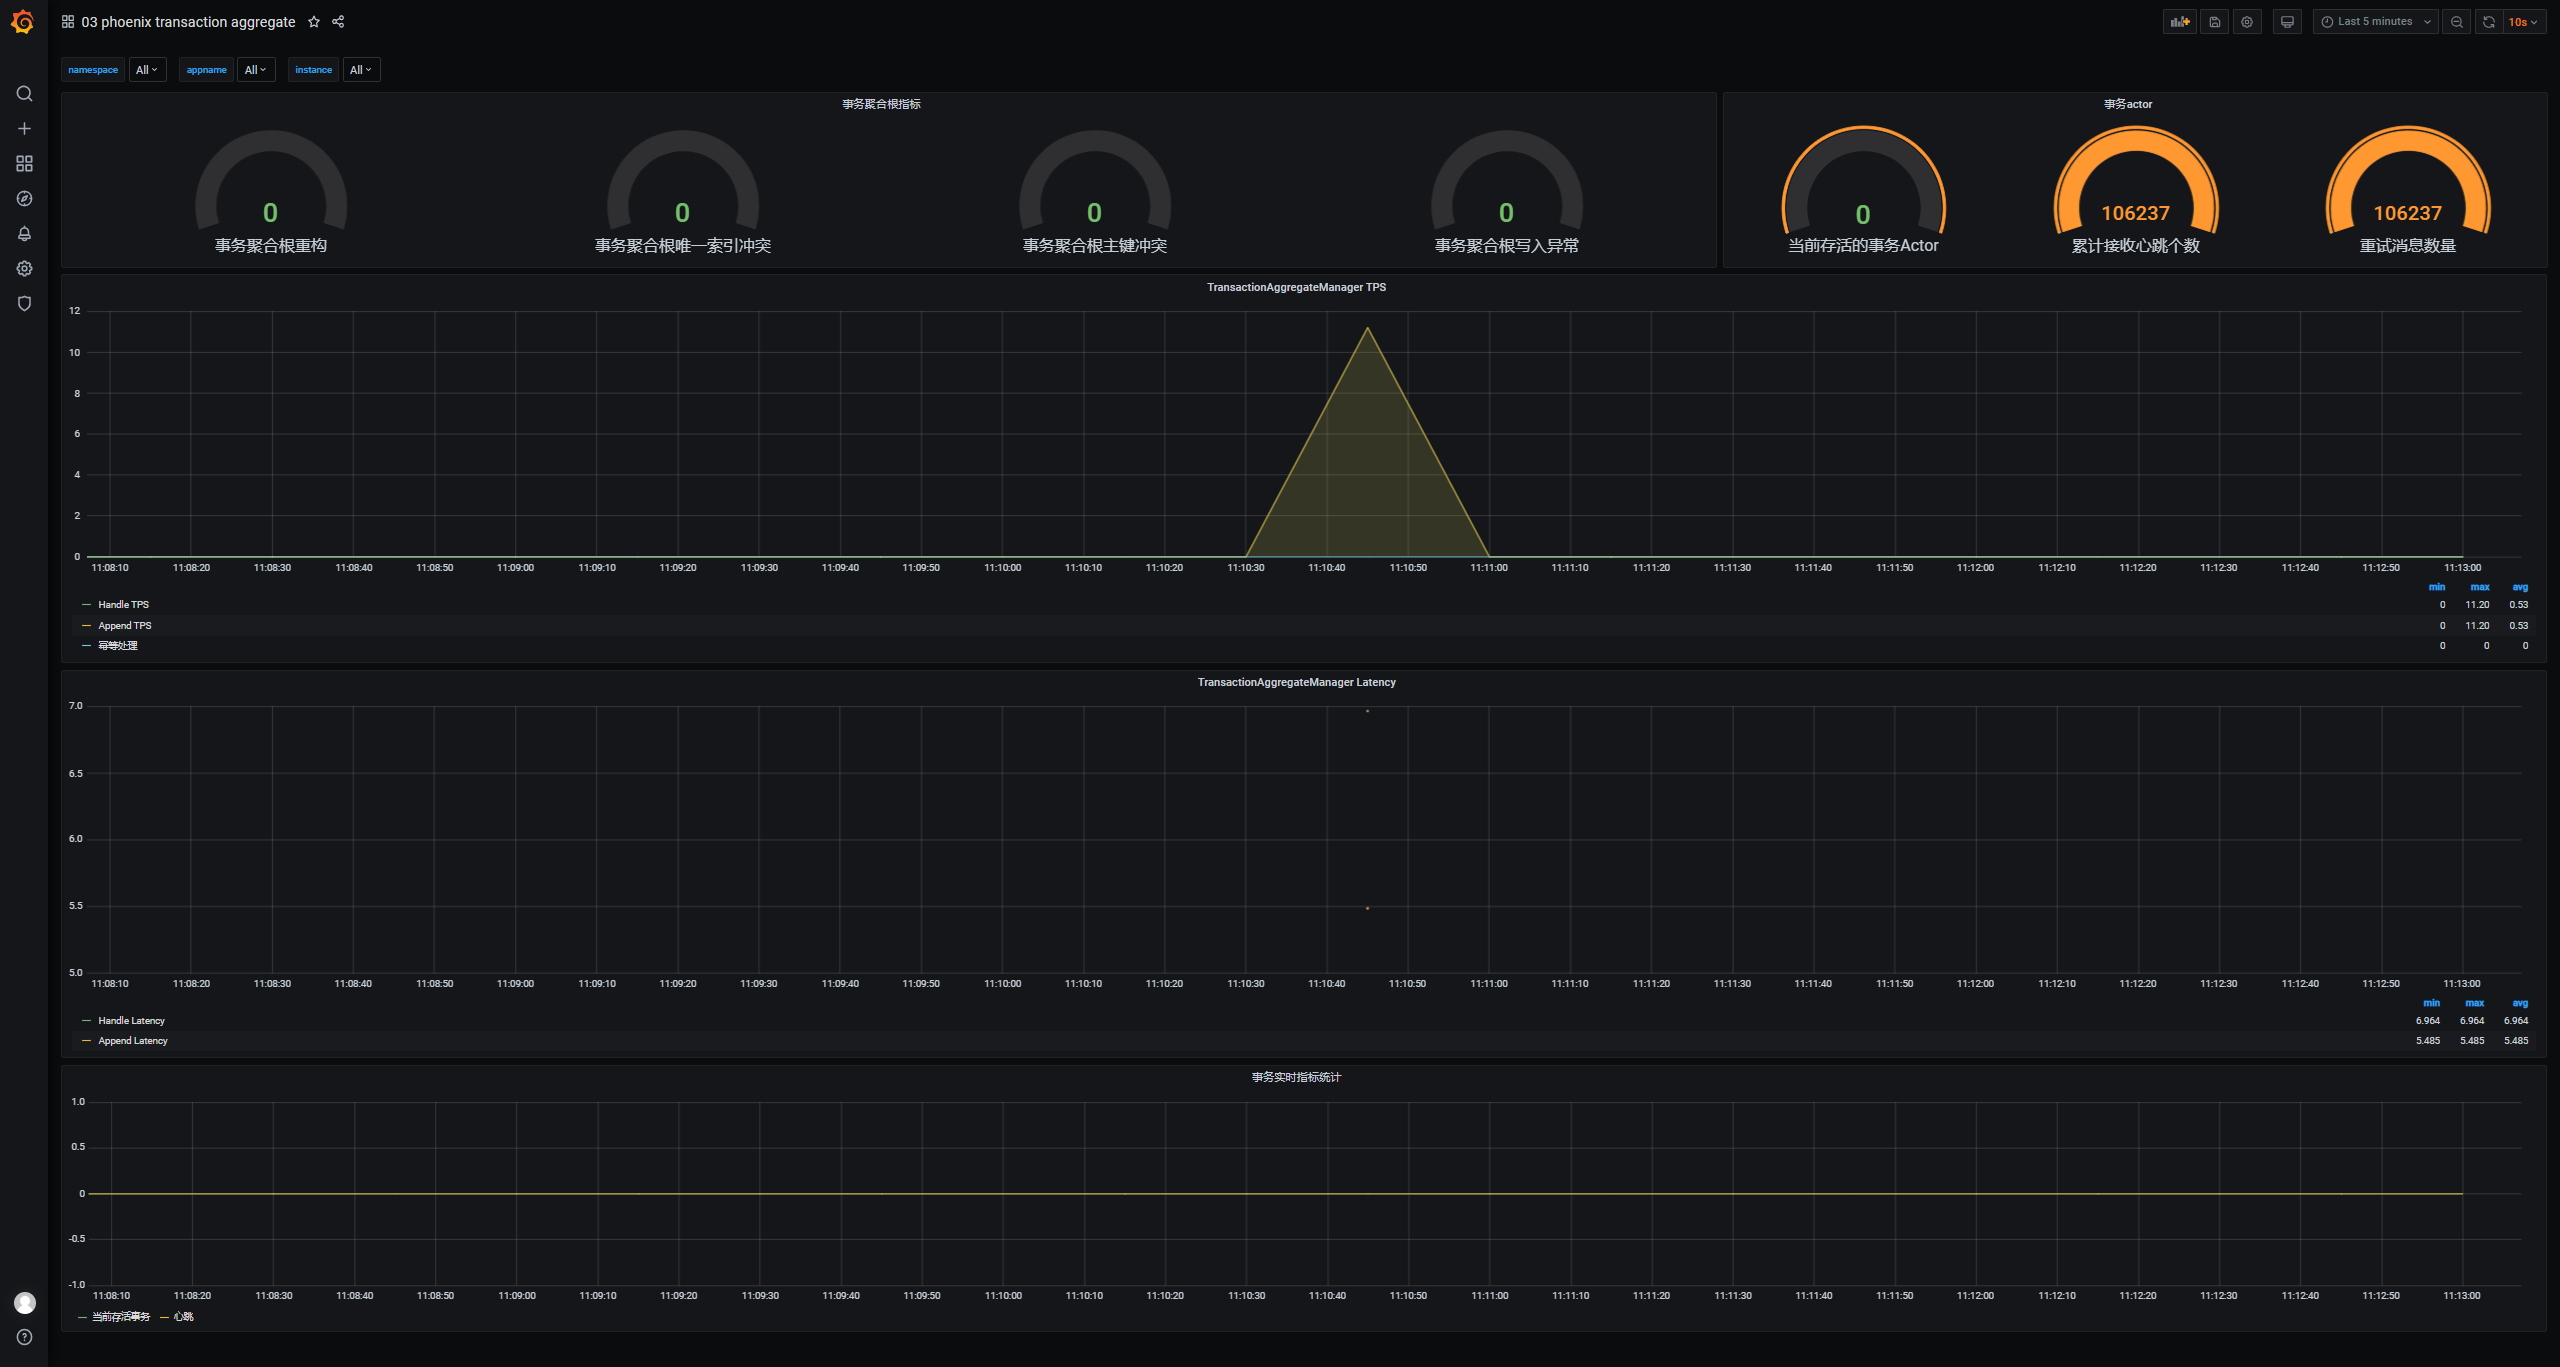 03 phoenix transaction aggregate
Last 5 minutes
10s
namespace All appname All instance All
事务聚合根指标
0 0 0 0
事务聚合根重构 事务聚合根唯一索引冲突 事务聚合根主键冲突 事务聚合根写入异常
事务actor
0 106237 106237
当前存活的事务Actor 累计接收心跳个数 重试消息数量
TransactionAggregateManager TPS
12
10
8
6
4
2
0
11:08:10 11:08:20 11:08:30 11:08:40 11:08:50 11:09:00 11:09:10 11:09:20 11:09:30 11:09:40 11:09:50 11:10:00 11:10:10 11:10:20 11:10:30 11:10:40 11:10:50 11:11:00 11:11:10 11:11:20 11:11:30 11:11:40 11:11:50 11:12:00 11:12:10 11:12:20 11:12:30 11:12:40 11:12:50 11:13:00
min max avg
Handle TPS 0 11.20 0.53
Append TPS 0 11.20 0.53
幂等处理 0 0 0
TransactionAggregateManager Latency
7.0
6.5
6.0
5.5
5.0
11:08:10 11:08:20 11:08:30 11:08:40 11:08:50 11:09:00 11:09:10 11:09:20 11:09:30 11:09:40 11:09:50 11:10:00 11:10:10 11:10:20 11:10:30 11:10:40 11:10:50 11:11:00 11:11:10 11:11:20 11:11:30 11:11:40 11:11:50 11:12:00 11:12:10 11:12:20 11:12:30 11:12:40 11:12:50 11:13:00
min max avg
Handle Latency 6.964 6.964 6.964
Append Latency 5.485 5.485 5.485
事务实时指标统计
1.0
0.5
0
-0.5
-1.0
11:08:10 11:08:20 11:08:30 11:08:40 11:08:50 11:09:00 11:09:10 11:09:20 11:09:30 11:09:40 11:09:50 11:10:00 11:10:10 11:10:20 11:10:30 11:10:40 11:10:50 11:11:00 11:11:10 11:11:20 11:11:30 11:11:40 11:11:50 11:12:00 11:12:10 11:12:20 11:12:30 11:12:40 11:12:50 11:13:00
当前存活事务 心跳